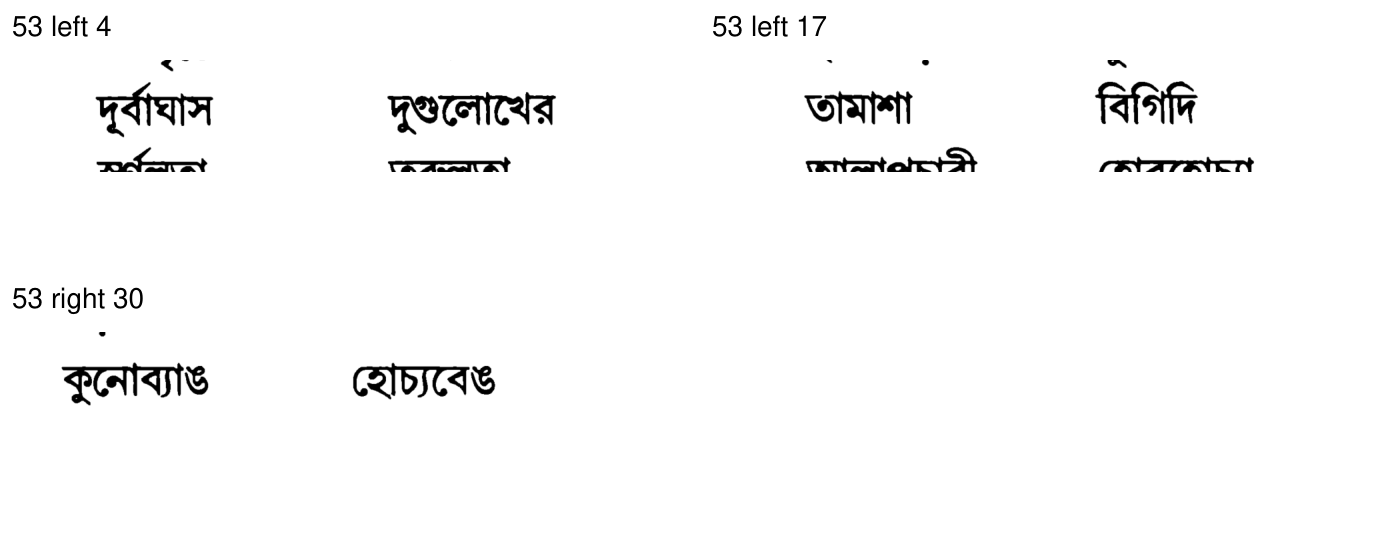 53 left 4
53 left 17
দূর্বাঘাস দুগুলোখের
তামাশা বিগিদি
53 right 30
কুনোব্যাঙ হোচ্যবেঙ